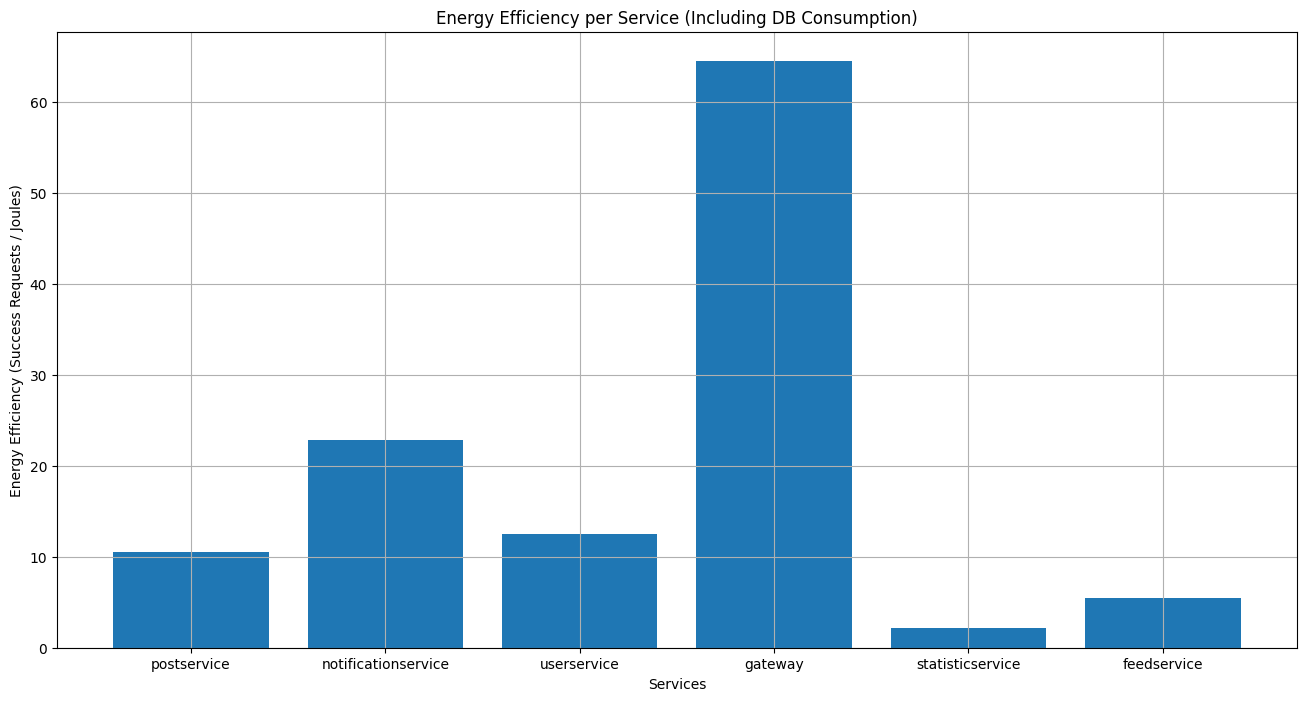 Energy Efficiency per Service (Including DB Consumption)
Energy Efficiency (Success Requests / Joules)
60
50
40
30
20
10
0
postservice notificationservice userservice gateway statisticservice feedservice
Services